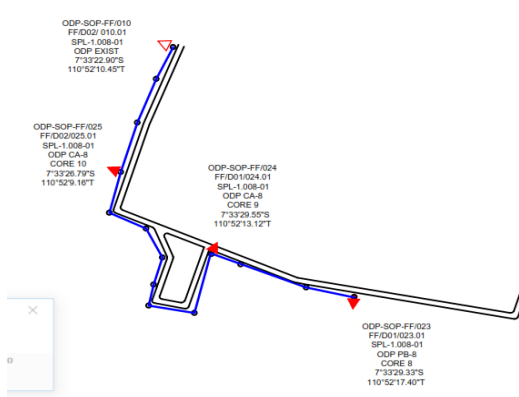 ODP-SOP-FF/010
FF/D02/ 010.01
SPL-1.008-01
ODP EXIST
7°33'22.90"S
110°52'10.45"T
ODP-SOP-FF/025
FF/D02/025.01
SPL-1.008-01
ODP CA-8
CORE 10
7°33'26.79"S
110°52'9.16"T
ODP-SOP-FF/024
FF/D01/024.01
SPL-1.008-01
ODP CA-8
CORE 9
7°33'29.55"S
110°52'13.12"T
ODP-SOP-FF/023
FF/D01/023.01
SPL-1.008-01
ODP PB-8
CORE 8
7°33'29.33"S
110°52'17.40"T